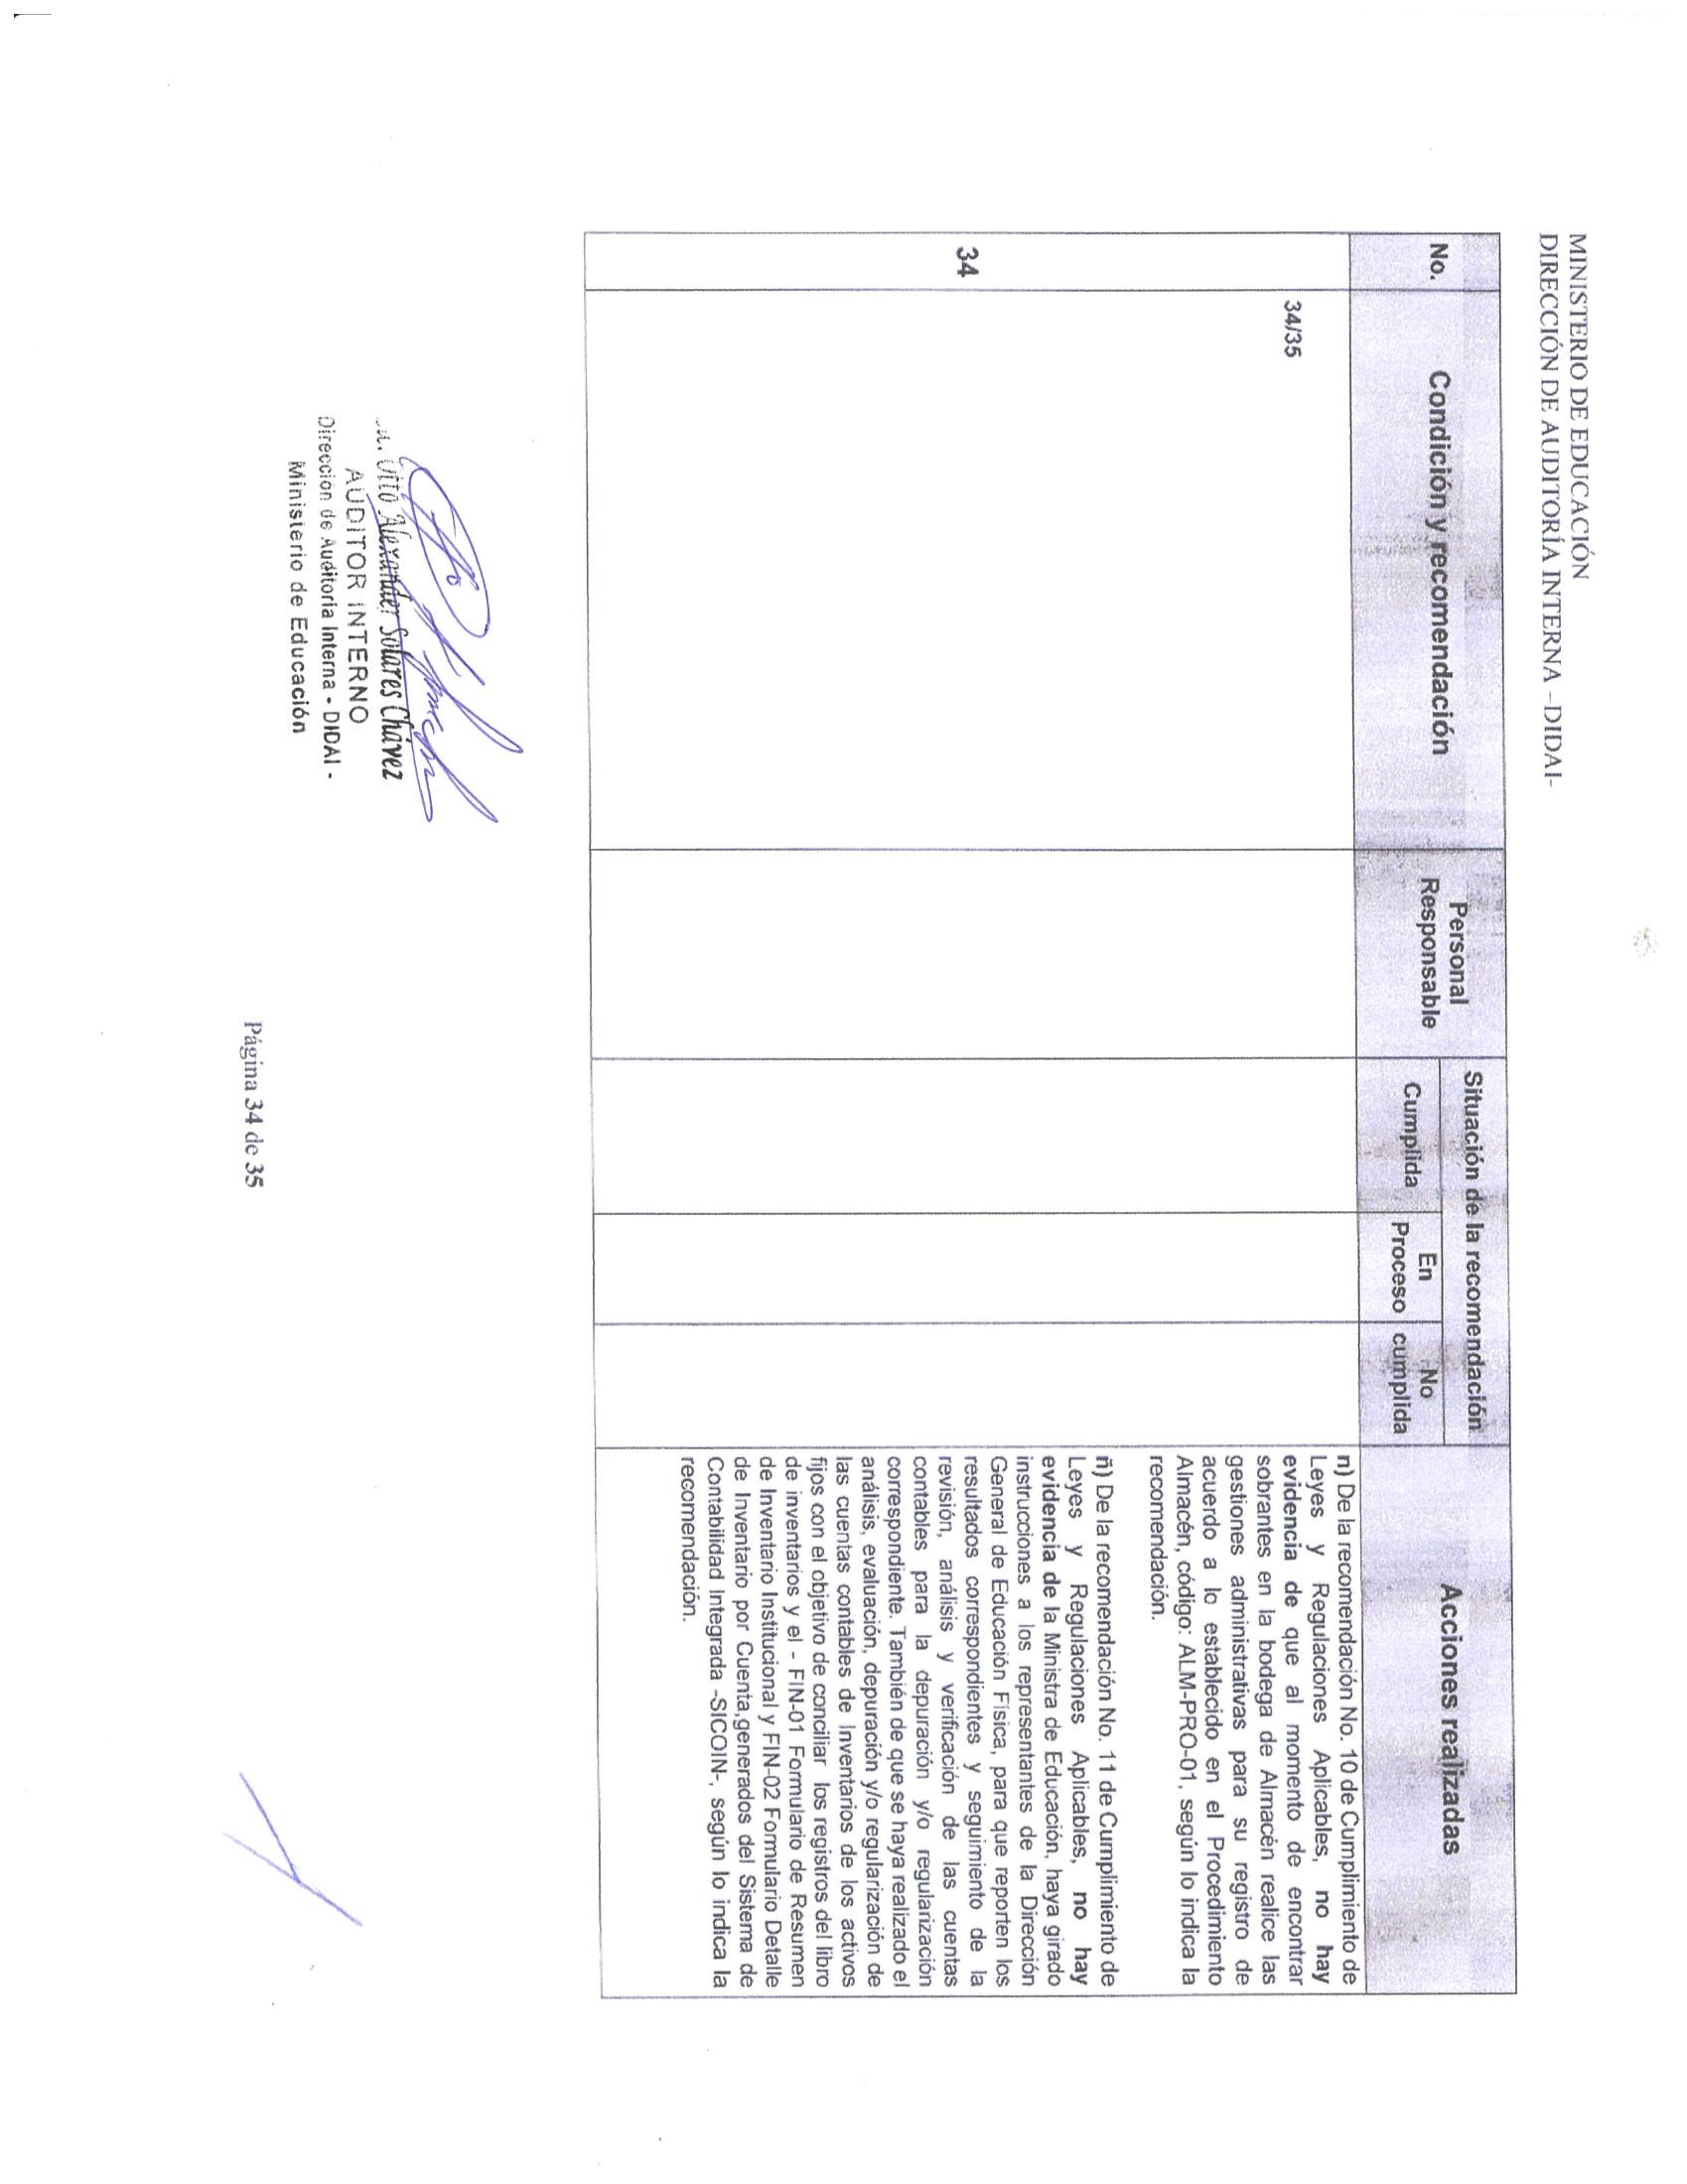 MINISTERIO DE EDUCACIÓN
DIRECCIÓN DE AUDITORÍA INTERNA –DIDAI-
No.
Condición y recomendación
Personal
Responsable
Situación de la recomendación
Cumplida
En
Proceso
No
cumplida
Acciones realizadas
34/35
34
n) De la recomendación No. 10 de Cumplimiento de
Leyes y Regulaciones Aplicables, no hay
evidencia de que al momento de encontrar
sobrantes en la bodega de Almacén realice las
gestiones administrativas para su registro de
acuerdo a lo establecido en el Procedimiento
Almacén, código: ALM-PRO-01, según lo indica la
recomendación.
ñ) De la recomendación No. 11 de Cumplimiento de
Leyes y Regulaciones Aplicables, no hay
evidencia de la Ministra de Educación, haya girado
instrucciones a los representantes de la Dirección
General de Educación Física, para que reporten los
resultados correspondientes y seguimiento de la
revisión, análisis y verificación de las cuentas
contables para la depuración y/o regularización
correspondiente. También de que se haya realizado el
análisis, evaluación, depuración y/o regularización de
las cuentas contables de Inventarios de los activos
fijos con el objetivo de conciliar los registros del libro
de inventarios y el - FIN-01 Formulario de Resumen
de Inventario Institucional y FIN-02 Formulario Detalle
de Inventario por Cuenta,generados del Sistema de
Contabilidad Integrada -SICOIN-, según lo indica la
recomendación.
Otto Alexander Solares Chávez
AUDITOR INTERNO
Dirección de Auditoria Interna - DIDAI -
Ministerio de Educación
Página 34 de 35